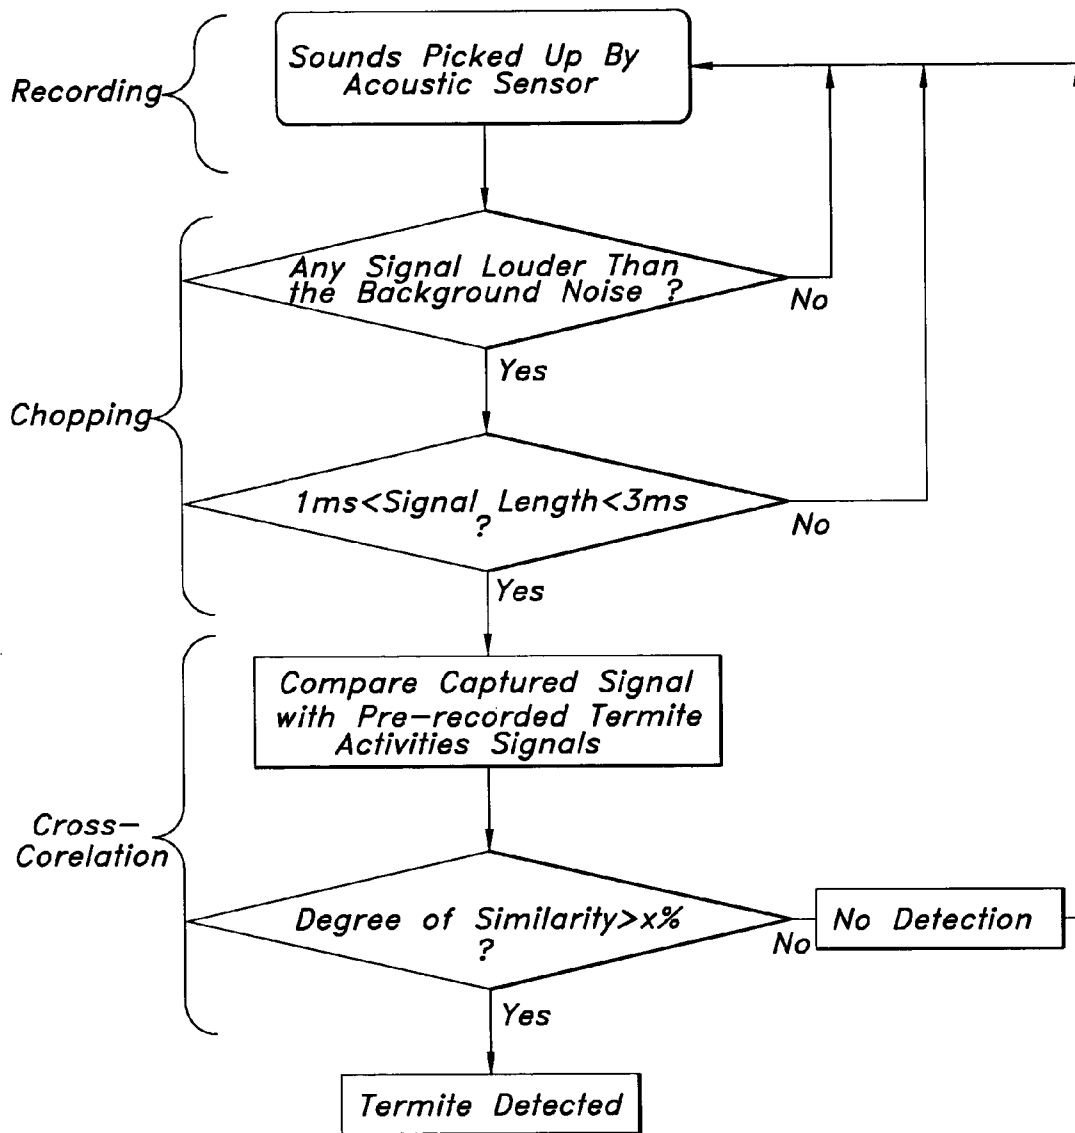 Recording
Sounds Picked Up By
Acoustic Sensor
Any Signal Louder Than
the Background Noise ?
No
Yes
Chopping
1ms<Signal Length<3ms
?
No
Yes
Compare Captured Signal
with Pre-recorded Termite
Activities Signals
Cross-
Corelation
Degree of Similarity>x%
?
No
No Detection
Yes
Termite Detected